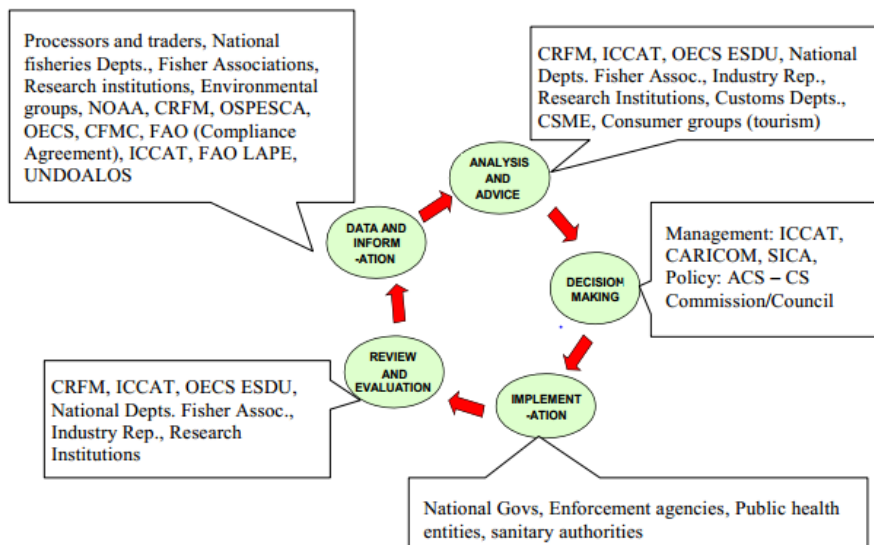 Processors and traders, National
fisheries Depts., Fisher Associations,
Research institutions, Environmental
groups, NOAA, CRFM, OSPESCA,
OECS, CFMC, FAO (Compliance
Agreement), ICCAT, FAO LAPE,
UNDOALOS
CRFM, ICCAT, OECS ESDU, National
Depts. Fisher Assoc., Industry Rep.,
Research Institutions, Customs Depts.,
CSME, Consumer groups (tourism)
ANALYSIS
AND
ADVICE
DATA AND
INFORM
-ATION
Management: ICCAT,
CARICOM, SICA,
Policy: ACS – CS
Commission/Council
DECISION
MAKING
REVIEW
AND
EVALUATION
CRFM, ICCAT, OECS ESDU,
National Depts. Fisher Assoc.,
Industry Rep., Research
Institutions
IMPLEMENT
-ATION
National Govs, Enforcement agencies, Public health
entities, sanitary authorities